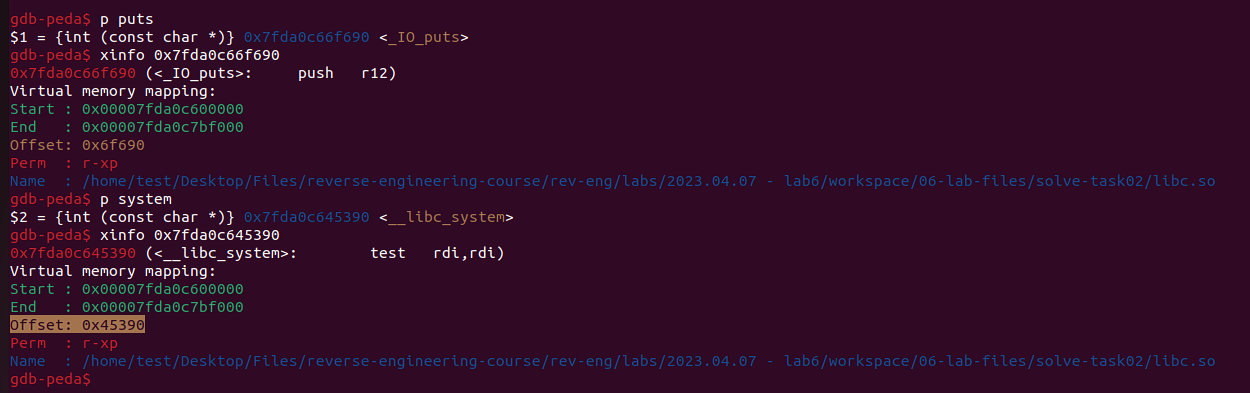 gdb-peda$ p puts
$1 = {int (const char *)} 0x7fda0c66f690 <_IO_puts>
gdb-peda$ xinfo 0x7fda0c66f690
0x7fda0c66f690 (<_IO_puts>:     push   r12)
Virtual memory mapping:
Start : 0x00007fda0c600000
End   : 0x00007fda0c7bf000
Offset: 0x6f690
Perm  : r-xp
Name  : /home/test/Desktop/Files/reverse-engineering-course/rev-eng/labs/2023.04.07 - lab6/workspace/06-lab-files/solve-task02/libc.so
gdb-peda$ p system
$2 = {int (const char *)} 0x7fda0c645390 <__libc_system>
gdb-peda$ xinfo 0x7fda0c645390
0x7fda0c645390 (<__libc_system>:        test   rdi,rdi)
Virtual memory mapping:
Start : 0x00007fda0c600000
End   : 0x00007fda0c7bf000
Offset: 0x45390
Perm  : r-xp
Name  : /home/test/Desktop/Files/reverse-engineering-course/rev-eng/labs/2023.04.07 - lab6/workspace/06-lab-files/solve-task02/libc.so
gdb-peda$